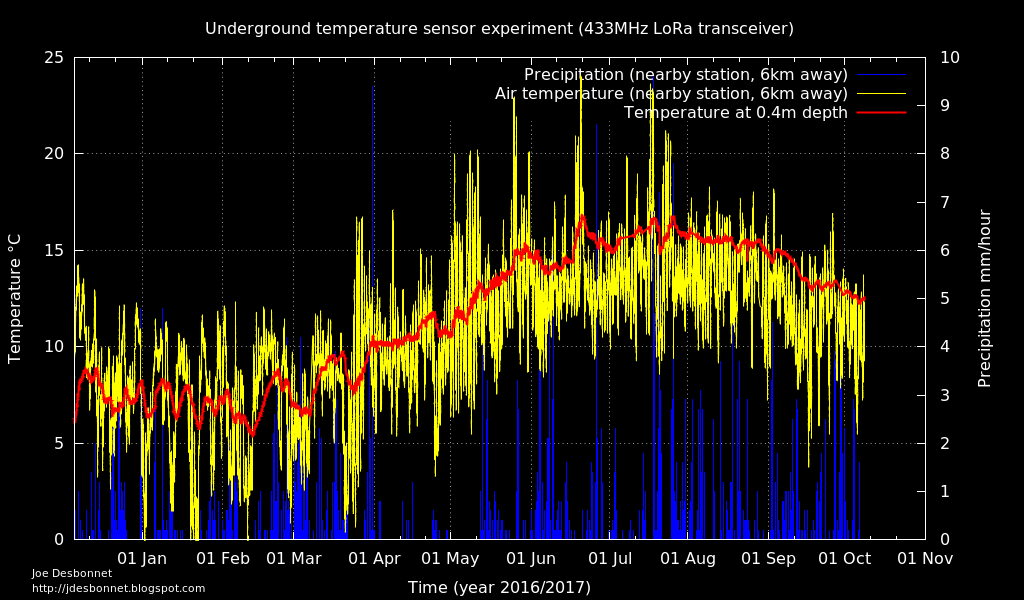 Underground temperature sensor experiment (433MHz LoRa transceiver)
Precipitation (nearby station, 6km away)
Air temperature (nearby station, 6km away)
Temperature at 0.4m depth
Temperature °C
25
20
15
10
5
0
10
9
8
7
6
5
4
3
2
1
0
Precipitation mm/hour
01 Jan 01 Feb 01 Mar 01 Apr 01 May 01 Jun 01 Jul 01 Aug 01 Sep 01 Oct 01 Nov
Time (year 2016/2017)
Joe Desbonnet
http://jdesbonnet.blogspot.com